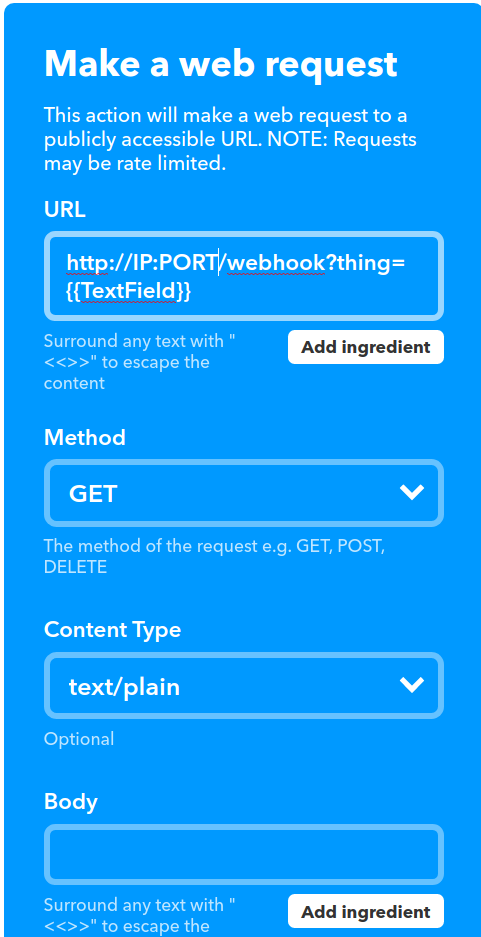 Make a web request
This action will make a web request to a
publicly accessible URL. NOTE: Requests
may be rate limited.
URL
http://IP:PORT/webhook?thing=
{{TextField}}
Surround any text with "
<<>>" to escape the
content
Add ingredient
Method
GET
The method of the request e.g. GET, POST,
DELETE
Content Type
text/plain
Optional
Body
Surround any text with "
<<>>" to escape the
Add ingredient